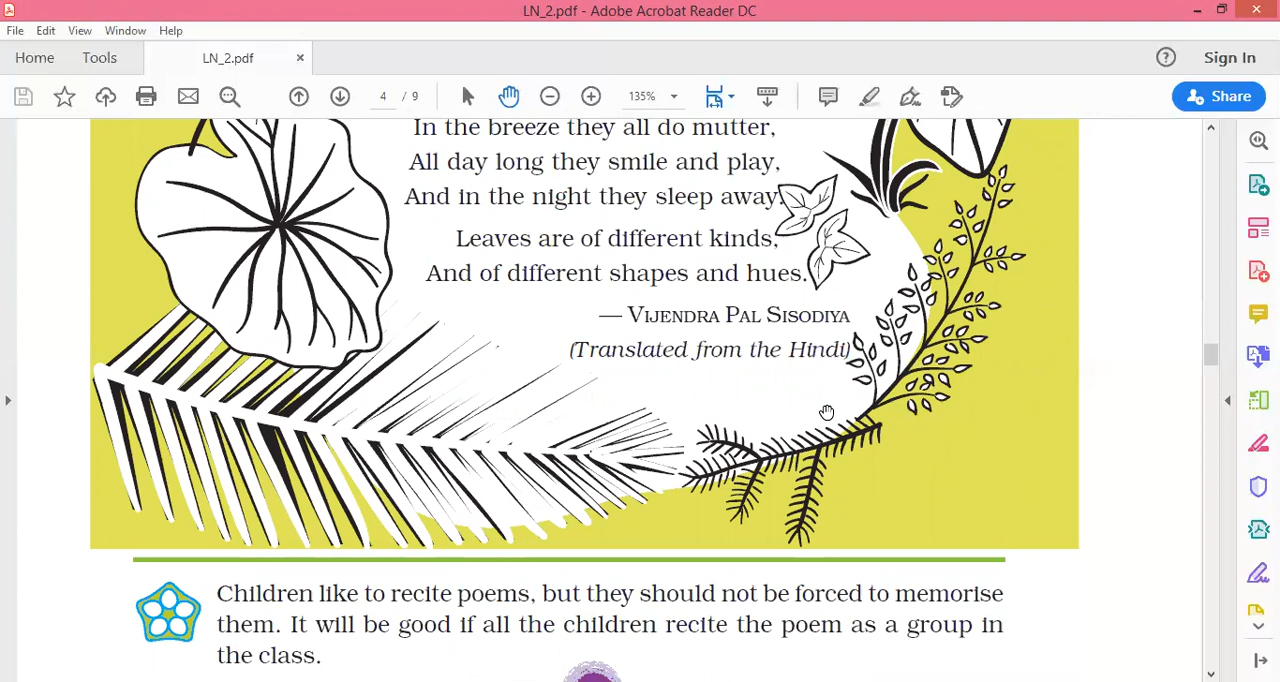 LN_2.pdf - Adobe Acrobat Reader DC
File Edit View Window Help
Home Tools LN_2.pdf × Sign In
4 / 9 135% Share
In the breeze they all do mutter,
All day long they smile and play,
And in the night they sleep away.
Leaves are of different kinds,
And of different shapes and hues.
— VIJENDRA PAL SISODIYA
(Translated from the Hindi)
Children like to recite poems, but they should not be forced to memorise
them. It will be good if all the children recite the poem as a group in
the class.